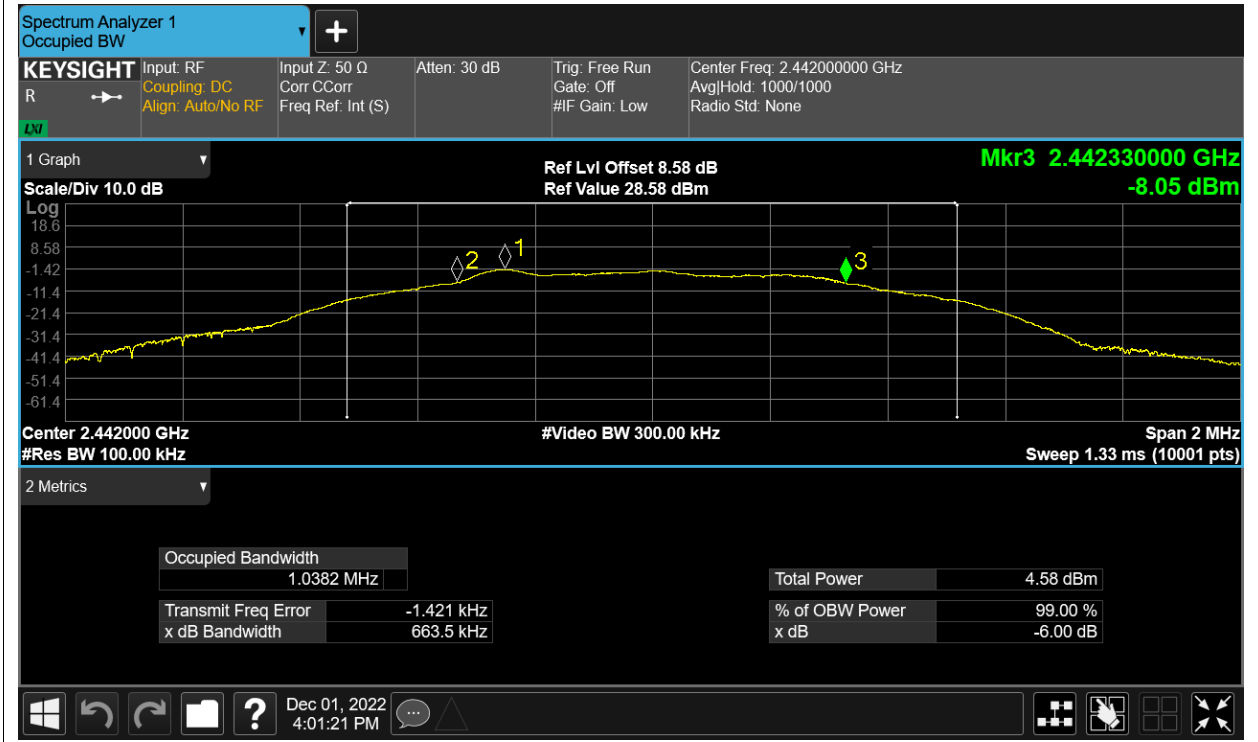 Spectrum Analyzer 1
Occupied BW
KEYSIGHT
R
LXI
Input: RF
Coupling: DC
Align: Auto/No RF
Input Z: 50 Ω
Corr CCorr
Freq Ref: Int (S)
Atten: 30 dB
Trig: Free Run
Gate: Off
#IF Gain: Low
Center Freq: 2.442000000 GHz
Avg|Hold: 1000/1000
Radio Std: None
1 Graph
Scale/Div 10.0 dB
Ref Lvl Offset 8.58 dB
Ref Value 28.58 dBm
Mkr3 2.442330000 GHz
-8.05 dBm
Log
18.6
8.58
-1.42
-11.4
-21.4
-31.4
-41.4
-51.4
-61.4
2
1
3
Center 2.442000 GHz
#Res BW 100.00 kHz
#Video BW 300.00 kHz
Span 2 MHz
Sweep 1.33 ms (10001 pts)
2 Metrics
Occupied Bandwidth
1.0382 MHz
Transmit Freq Error -1.421 kHz
x dB Bandwidth 663.5 kHz
Total Power 4.58 dBm
% of OBW Power 99.00 %
x dB -6.00 dB
?
Dec 01, 2022
4:01:21 PM